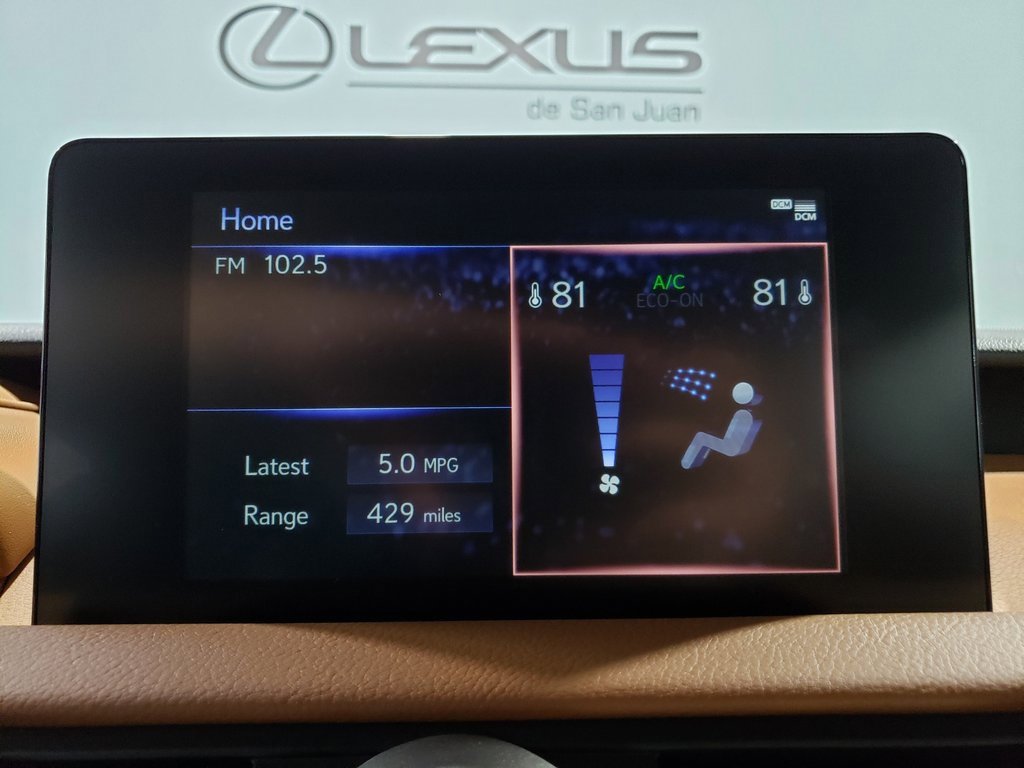 LEXUS
de San Juan
Home
DCM
DCM
FM 102.5
81
A/C
ECO-ON
81
Latest 5.0 MPG
Range 429 miles